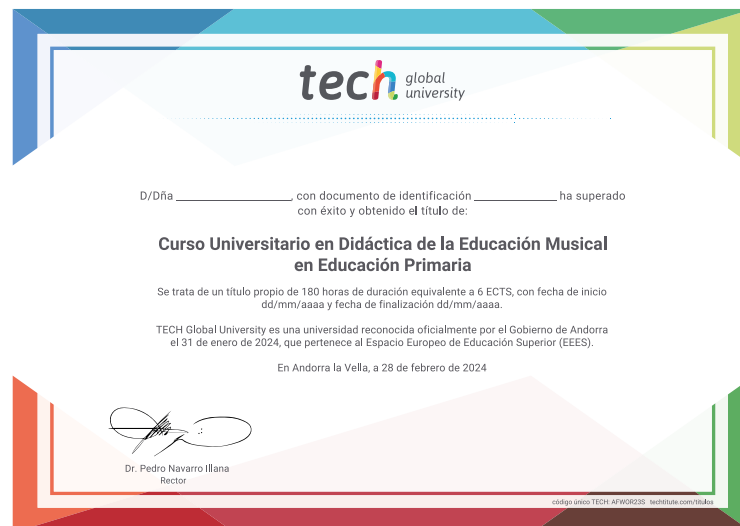 tech global university
D/Dña ____________, con documento de identificación ____________ ha superado
con éxito y obtenido el título de:
Curso Universitario en Didáctica de la Educación Musical
en Educación Primaria
Se trata de un título propio de 180 horas de duración equivalente a 6 ECTS, con fecha de inicio
dd/mm/aaaa y fecha de finalización dd/mm/aaaa.
TECH Global University es una universidad reconocida oficialmente por el Gobierno de Andorra
el 31 de enero de 2024, que pertenece al Espacio Europeo de Educación Superior (EEES).
En Andorra la Vella, a 28 de febrero de 2024
Dr. Pedro Navarro Illana
Rector
código único TECH: AFWOR23S techtitute.com/titulos